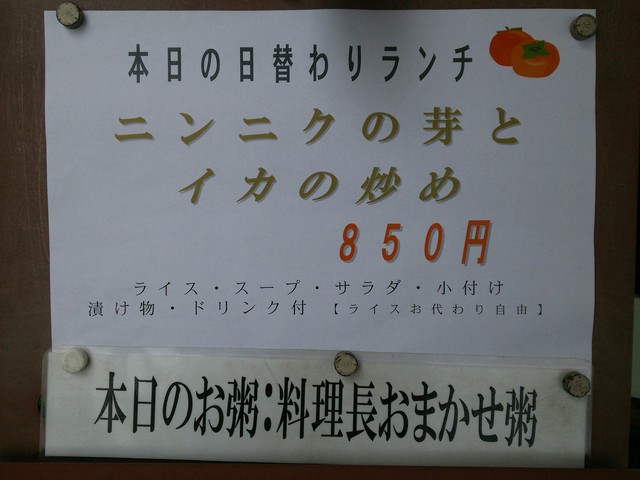 本日の日替わりランチ
ニンニクの芽と
イカの炒め
850円
ライス・スープ・サラダ・小付け
漬け物・ドリンク付【ライスお代わり自由】
本日のお粥:料理長おまかせ粥